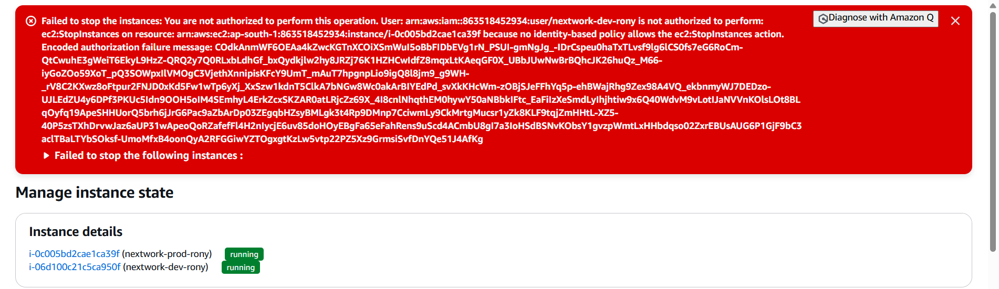 Failed to stop the instances: You are not authorized to perform this operation. User: arn:aws:iam::863518452934:user/nextwork-dev-rony is not authorized to perform:
Diagnose with Amazon Q
ec2:StopInstances on resource: arn:aws:ec2:ap-south-1:863518452934:instance/i-0c005bd2cae1ca39f because no identity-based policy allows the ec2:StopInstances action.
Encoded authorization failure message: COdkAnmWF6OEAa4kZwcKGTnXCOiXSmWuI5oBbFIDbEVg1rN_PSUI-gmNgJg_-IDrCspeu0haTxTLvsf9lg6lCS0fs7eG6RoCm-
QtCwuhE3gWeiT6EkyL9HzZ-QRQ2y7Q0RLxbLdhGf_bxQydkjlw2hy8JRZj76K1HZHCwIdfZ8mqxLtKAeqGF0X_UBbJUwNwBrBQhcJK26huQz_M66-
iyGoZOo59XoT_pQ3SOWpxIlVMOgC3VjethXnnipisKFcY9UmT_mAuT7hpgnpLio9igQ8l8jm9_g9WH-
_rV8C2KXwz8oFtpur2FNJD0xKd5Fw1wTp6yXj_XxSzw1kdnT5ClkA7bNGw8Wc0akArBIYEdPd_svXkKHcWm-zOBjSJeFFhYq5p-ehBWajRhg9Zex98A4VQ_ekbnmyWJ7DEDzo-
UJLEdZU4y6DPf3PKUc5Idn9OOH5oIM4SEmhyL4ErkZcxSKZAR0atLRjcZz69X_4I8cnlNhqthEM0hywY50aNBbkIFtc_EaFiIzXeSmdLyIhjhtiw9x6Q40WdvM9vLotIJaNVVnKOlsLOt8BL
qOyfq19ApeSHHUorQ5brh6jJrG6Pac9aZbArDp03ZEgqbHZsyBMLgk3t4Rp9DMnp7CciwmLy9CkMrtgMucsr1yZk8KLF9tqjZmHHtL-XZ5-
40P5zsTXhDrvwJaz6aUP31wApeoQoRZafefFl4H2nIycjE6uv85doHOyEBgFa65eFahRens9uScd4ACmbU8gI7a3IoHSdBSNvKObsY1gvzpWmtLxHHbdqso02ZxrEBUsAUG6P1GjF9bC3
aclTBaLTYbSOksf-UmoMfxB4oonQyA2RFGGiwYZTOgxgtKzLw5vtp22PZ5Xz9GrmsiSvfDnYQe51J4AfKg
Failed to stop the following instances :
Manage instance state
Instance details
i-0c005bd2cae1ca39f (nextwork-prod-rony) running
i-06d100c21c5ca950f (nextwork-dev-rony) running